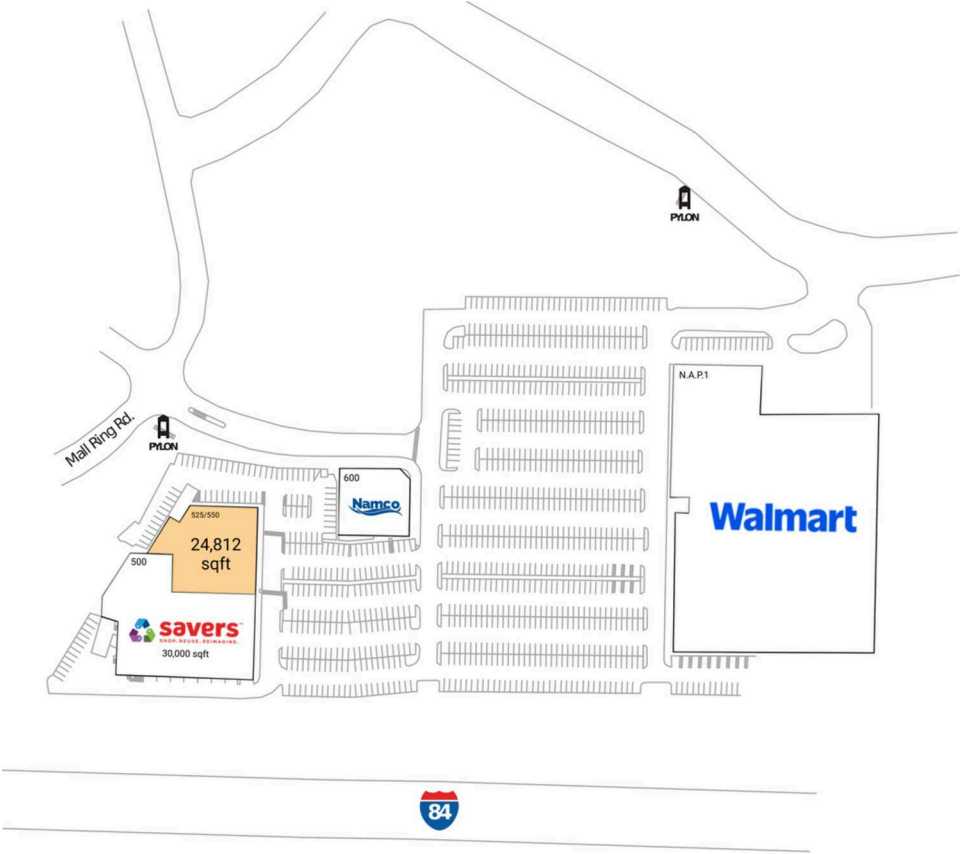 PYLON
N.A.P.1
Mall Ring Rd.
PYLON
600
Namco
Walmart
525/550
24,812
sqft
500
savers™
SHOP. REUSE. REIMAGINE.
30,000 sqft
84